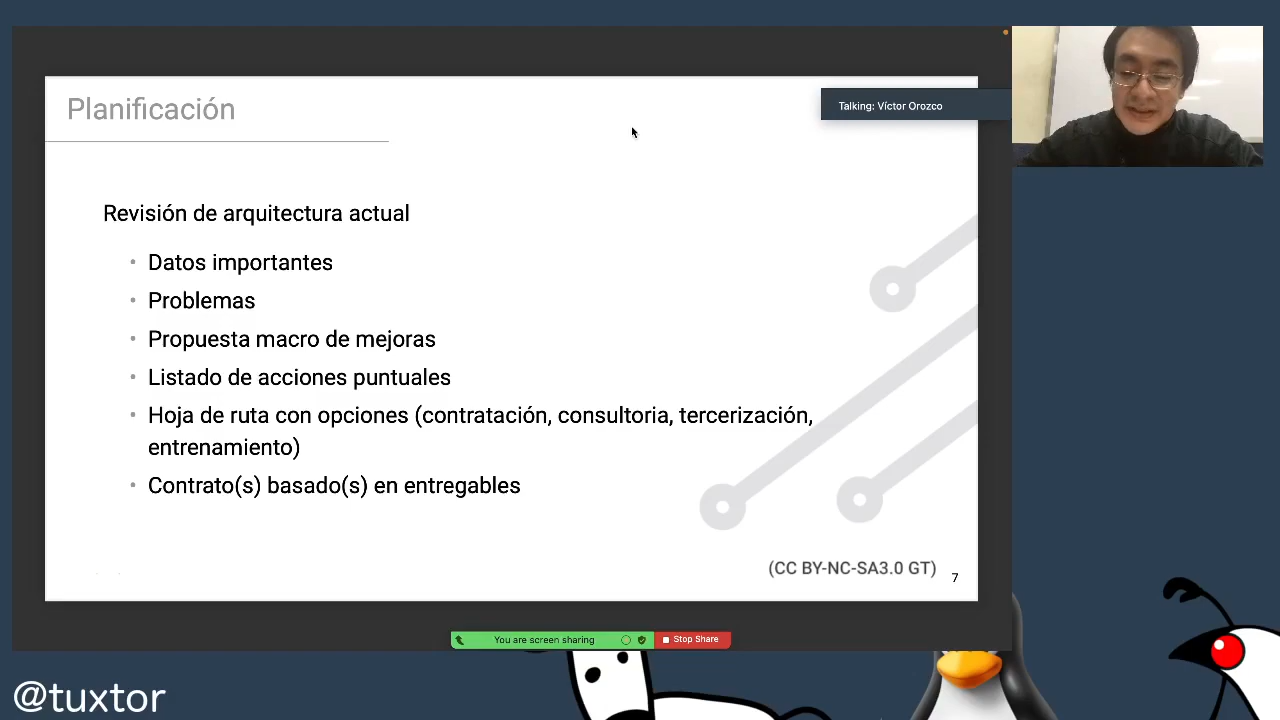 Planificación
Talking: Víctor Orozco
Revisión de arquitectura actual
• Datos importantes
• Problemas
• Propuesta macro de mejoras
• Listado de acciones puntuales
• Hoja de ruta con opciones (contratación, consultoria, tercerización,
entrenamiento)
• Contrato(s) basado(s) en entregables
(CC BY-NC-SA3.0 GT)
7
You are screen sharing
Stop Share
@tuxtor